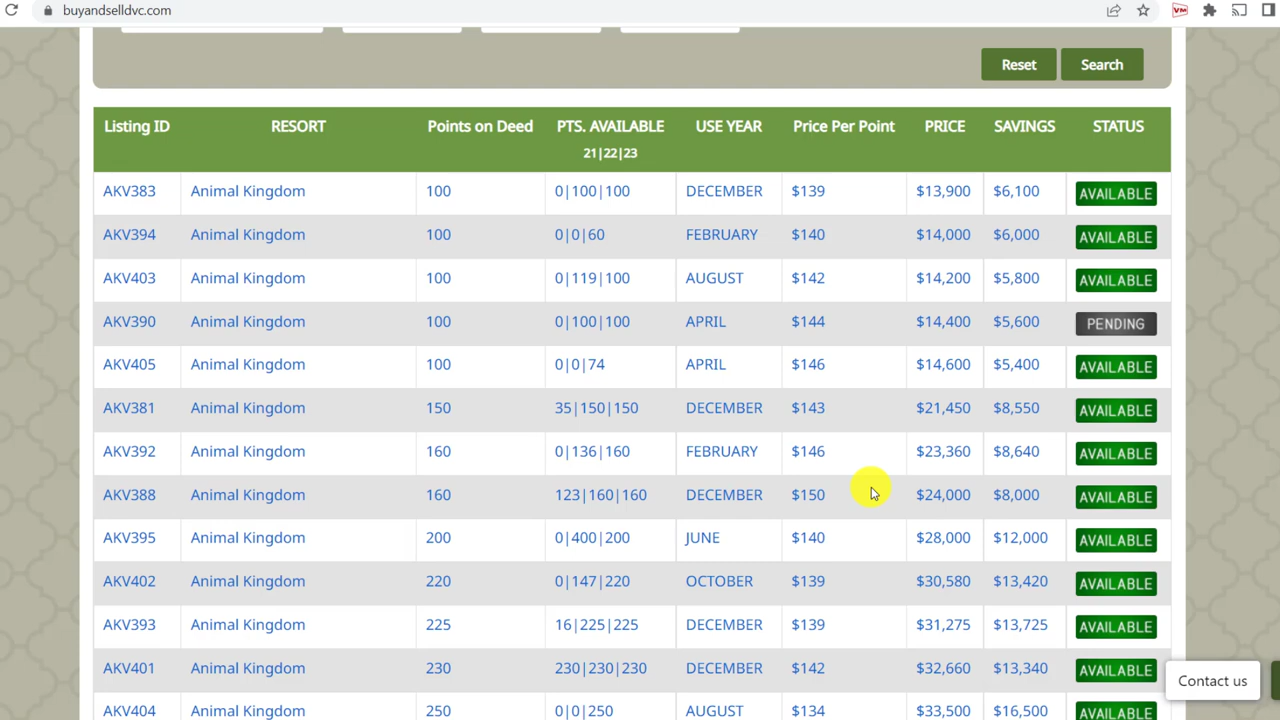 buyandselldvc.com
VM
Reset Search
Listing ID RESORT Points on Deed PTS. AVAILABLE USE YEAR Price Per Point PRICE SAVINGS STATUS
21|22|23
AKV383 Animal Kingdom 100 0|100|100 DECEMBER $139 $13,900 $6,100 AVAILABLE
AKV394 Animal Kingdom 100 0|0|60 FEBRUARY $140 $14,000 $6,000 AVAILABLE
AKV403 Animal Kingdom 100 0|119|100 AUGUST $142 $14,200 $5,800 AVAILABLE
AKV390 Animal Kingdom 100 0|100|100 APRIL $144 $14,400 $5,600 PENDING
AKV405 Animal Kingdom 100 0|0|74 APRIL $146 $14,600 $5,400 AVAILABLE
AKV381 Animal Kingdom 150 35|150|150 DECEMBER $143 $21,450 $8,550 AVAILABLE
AKV392 Animal Kingdom 160 0|136|160 FEBRUARY $146 $23,360 $8,640 AVAILABLE
AKV388 Animal Kingdom 160 123|160|160 DECEMBER $150 $24,000 $8,000 AVAILABLE
AKV395 Animal Kingdom 200 0|400|200 JUNE $140 $28,000 $12,000 AVAILABLE
AKV402 Animal Kingdom 220 0|147|220 OCTOBER $139 $30,580 $13,420 AVAILABLE
AKV393 Animal Kingdom 225 16|225|225 DECEMBER $139 $31,275 $13,725 AVAILABLE
AKV401 Animal Kingdom 230 230|230|230 DECEMBER $142 $32,660 $13,340 AVAILABLE
Contact us
AKV404 Animal Kingdom 250 0|0|250 AUGUST $134 $33,500 $16,500 AVAILABLE